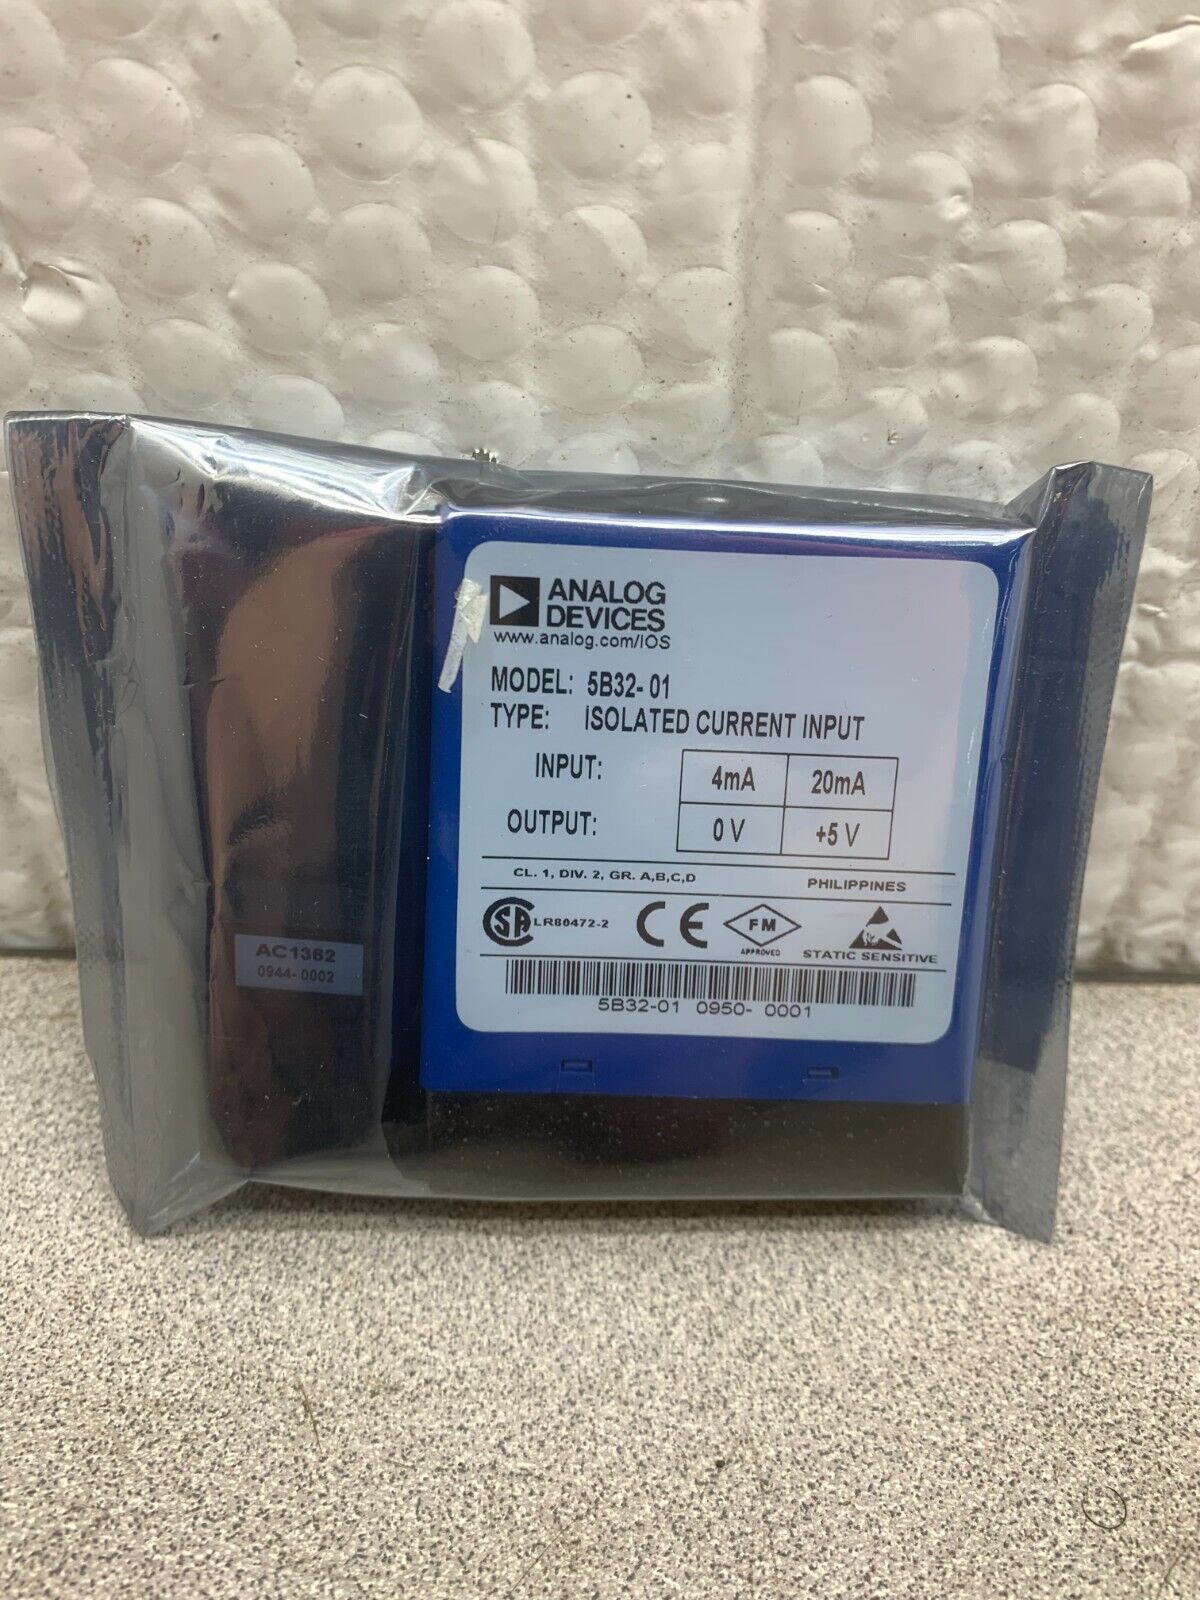 ANALOG
DEVICES
www.analog.com/IOS
MODEL: 5B32-01
TYPE: ISOLATED CURRENT INPUT
INPUT: 4mA 20mA
OUTPUT: 0 V +5 V
CL. 1, DIV. 2, GR. A,B,C,D PHILIPPINES
SA LR80472-2 CE FM
APPROVED STATIC SENSITIVE
5B32-01 0950- 0001
AC1362
0944-0002